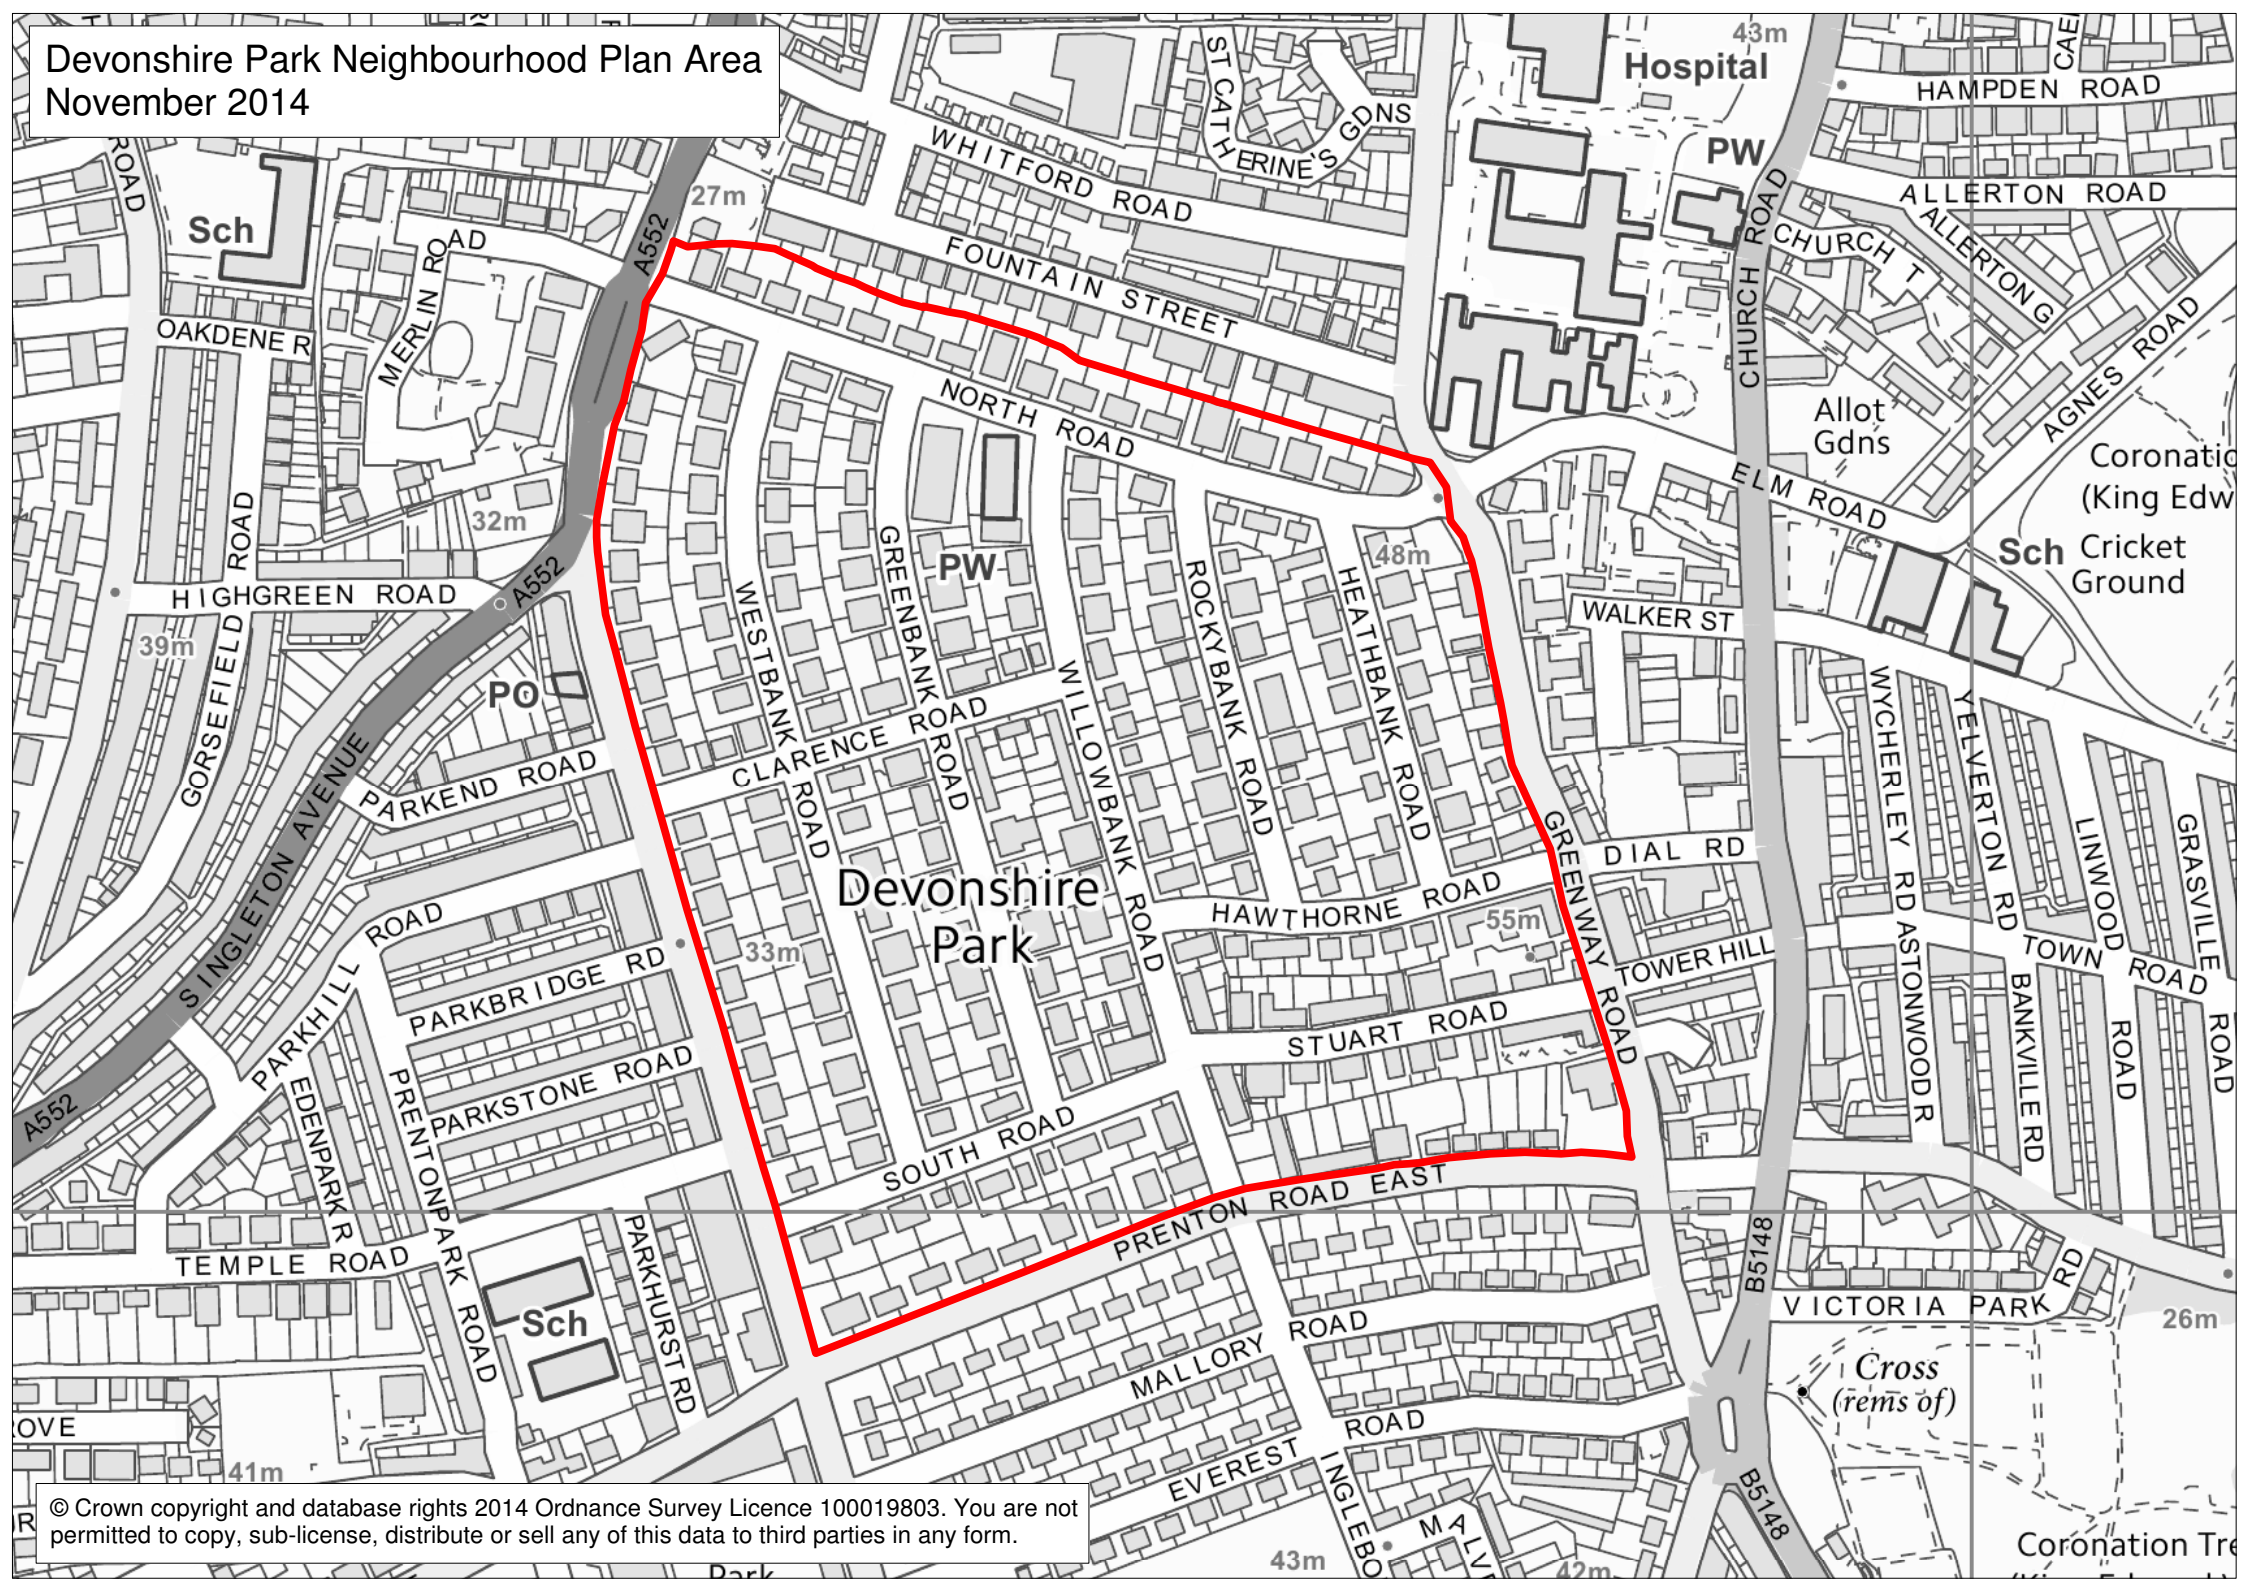 Devonshire Park Neighbourhood Plan Area
November 2014
43m
Hospital
HAMPDEN ROAD
ST CATHERINE'S GDNS
WHITFORD ROAD
PW
ROAD
27m
ALLERTON ROAD
Sch
A552
MERLIN ROAD
CHURCH ROAD
CHURCH T
ALLERTON G
FOUNTAIN STREET
OAKDENE R
CHURCH ROAD
AGNES ROAD
NORTH ROAD
Allot
Gdns
Coronatio
(King Edw
ELM ROAD
32m
48m
Sch
Cricket
Ground
PW
HIGHGREEN ROAD
A552
39m
GORSEFIELD ROAD
PO
WESTBANK ROAD
GREENBANK ROAD
WILLOWBANK ROAD
ROCKYBANK ROAD
HEATHBANK ROAD
WALKER ST
CLARENCE ROAD
PARKEND ROAD
SINGLETON AVENUE
GREENWAY ROAD
DIAL RD
WYCHERLEY RD
YELVERTON RD
LINWOOD ROAD
GRASVILLE ROAD
Devonshire
Park
HAWTHORNE ROAD
55m
33m
PARKHILL ROAD
PARKBRIDGE RD
TOWER HILL
TOWN ROAD
ASTONWOOD R
BANKVILLE RD
STUART ROAD
PARKSTONE ROAD
A552
EDENPARK R
PRENTONPARK ROAD
SOUTH ROAD
PRENTON ROAD EAST
TEMPLE ROAD
PARKHURST RD
Sch
B5148
VICTORIA PARK RD
26m
MALLORY ROAD
Cross
(rems of)
EVEREST ROAD
INGLEBO
OVE
41m
B5148
MALV
43m
42m
Coronation Tre
Park
© Crown copyright and database rights 2014 Ordnance Survey Licence 100019803. You are not
permitted to copy, sub-license, distribute or sell any of this data to third parties in any form.